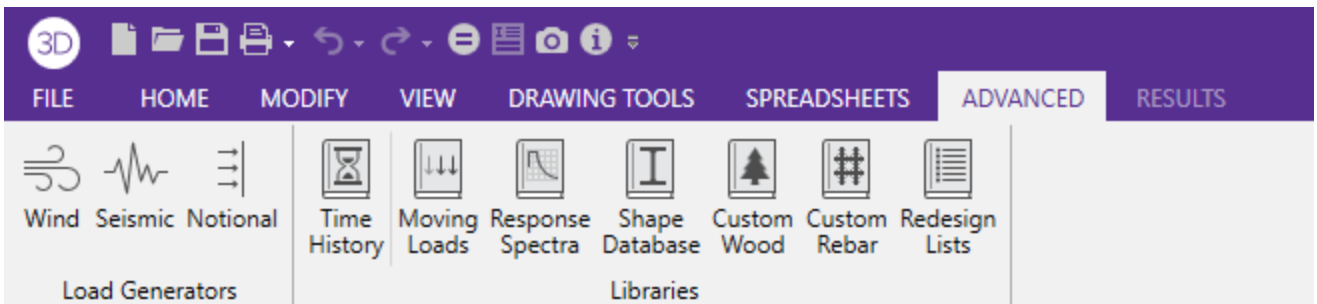 3D
FILE HOME MODIFY VIEW DRAWING TOOLS SPREADSHEETS ADVANCED RESULTS
Wind Seismic Notional Time Moving Response Shape Custom Custom Redesign
History Loads Spectra Database Wood Rebar Lists
Load Generators Libraries